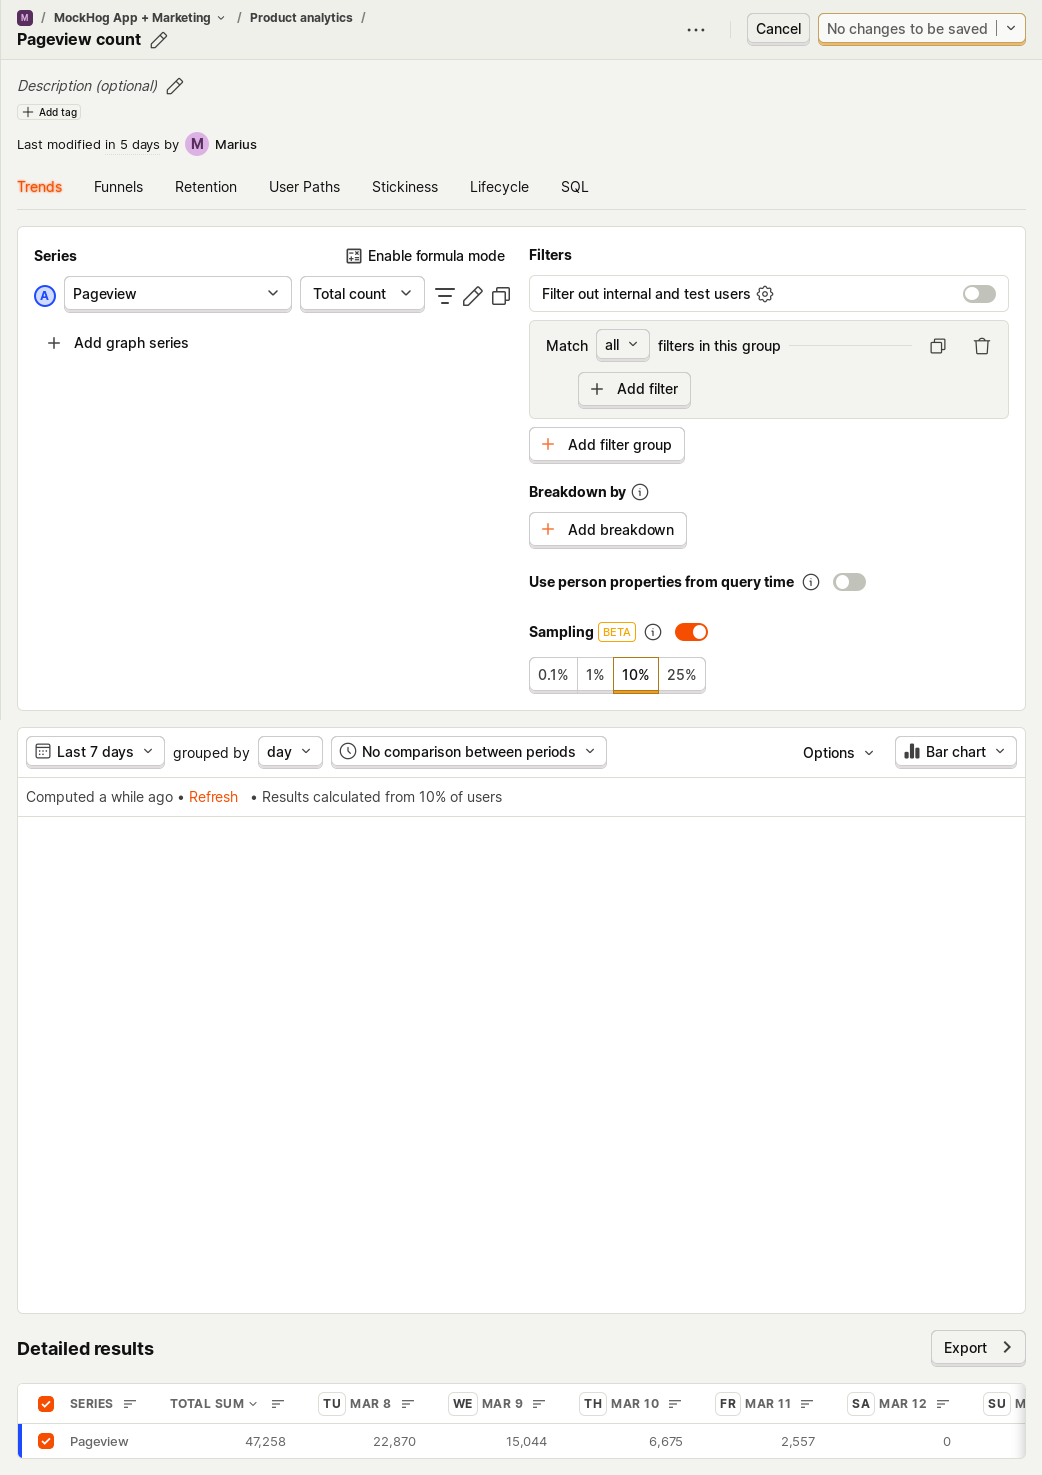 M / MockHog App + Marketing / Product analytics /
Pageview count
Cancel
No changes to be saved
Description (optional)
Add tag
Last modified in 5 days by M Marius
Trends Funnels Retention User Paths Stickiness Lifecycle SQL
Series
Enable formula mode
A Pageview Total count
Add graph series
Filters
Filter out internal and test users
Match all filters in this group
Add filter
Add filter group
Breakdown by
Add breakdown
Use person properties from query time
Sampling BETA
0.1% 1% 10% 25%
Last 7 days grouped by day No comparison between periods Options Bar chart
Computed a while ago • Refresh • Results calculated from 10% of users
Detailed results
Export
SERIES TOTAL SUM TU MAR 8 WE MAR 9 TH MAR 10 FR MAR 11 SA MAR 12 SU M
Pageview 47,258 22,870 15,044 6,675 2,557 0